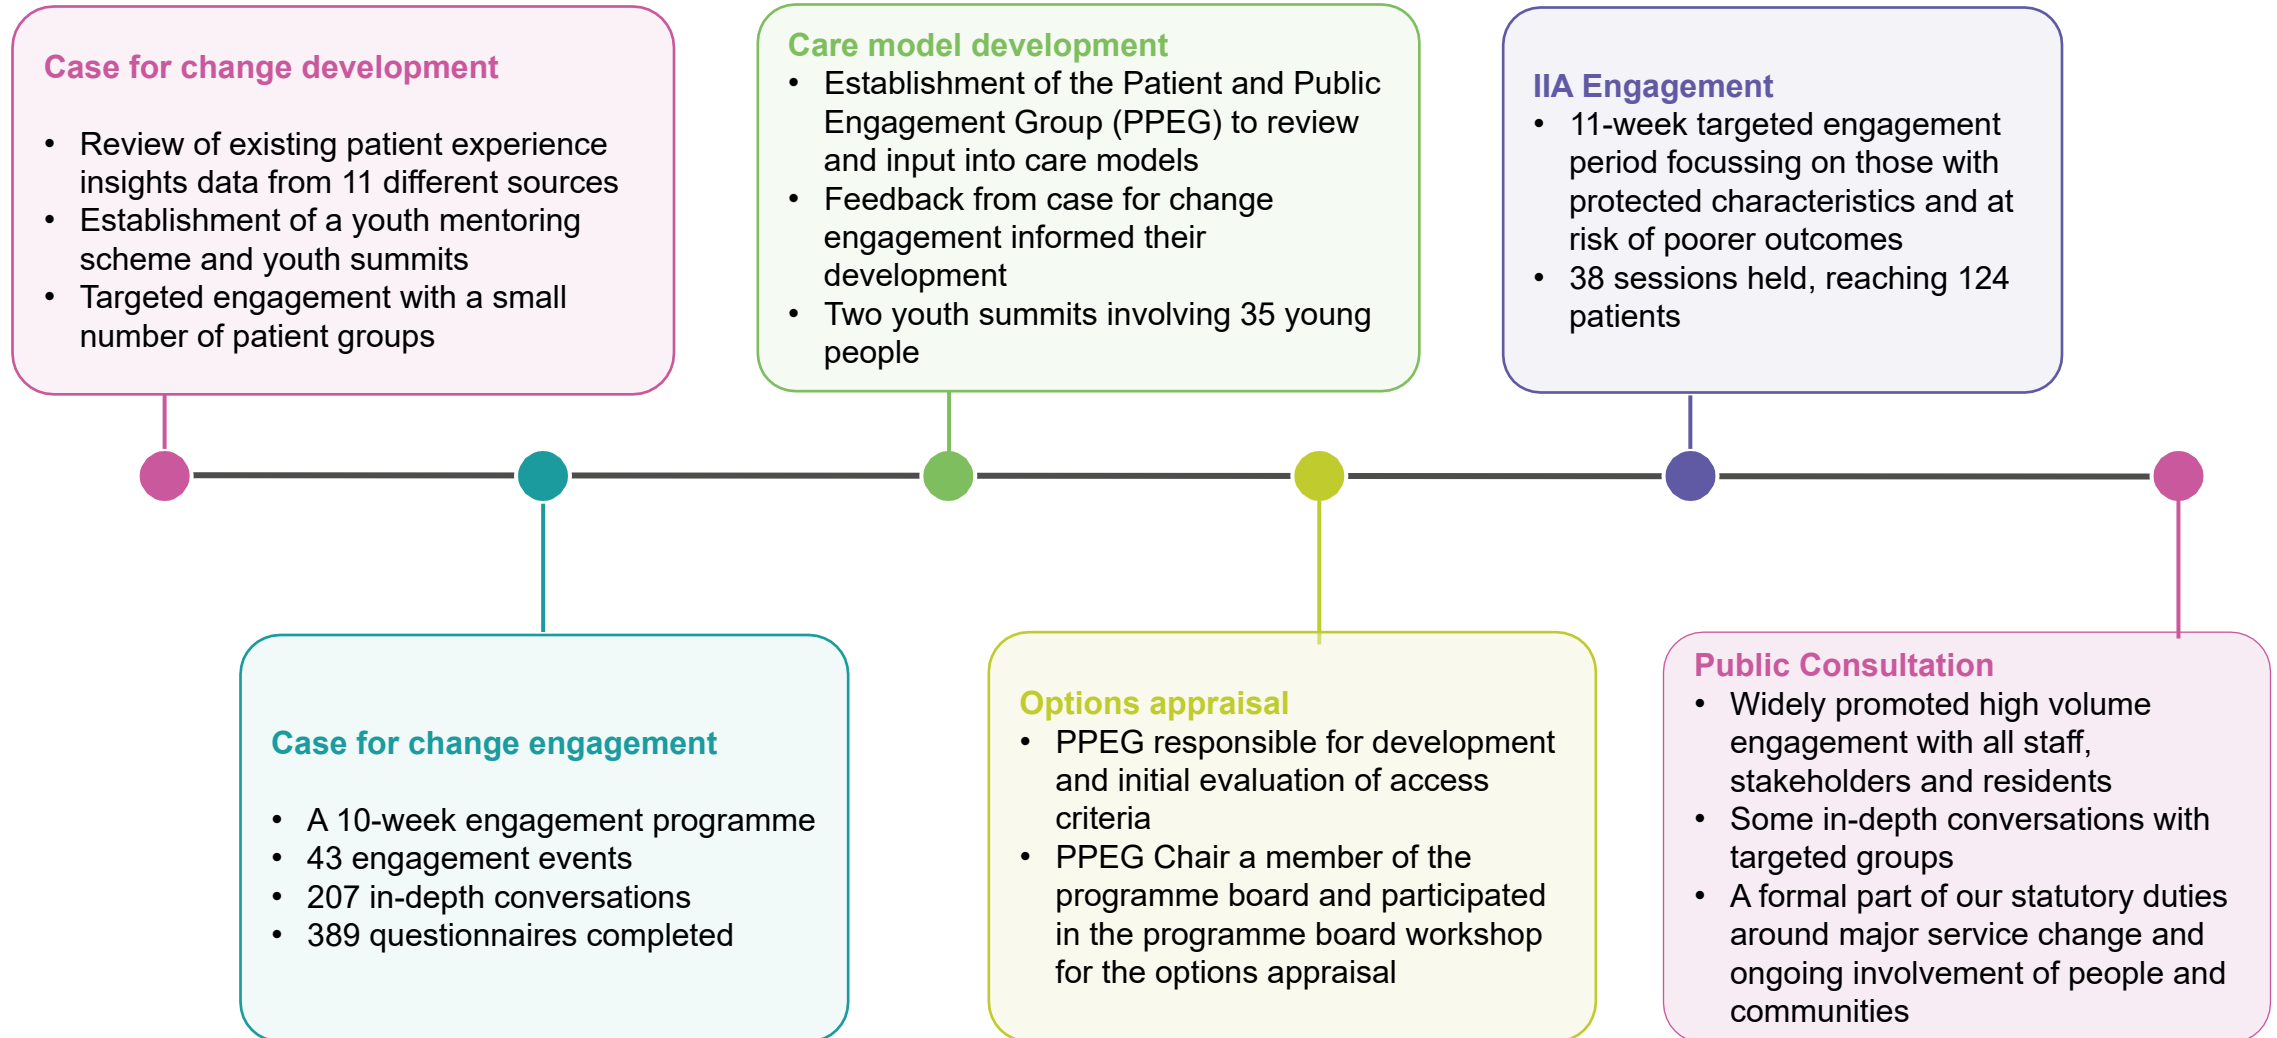 Case for change development
• Review of existing patient experience
insights data from 11 different sources
• Establishment of a youth mentoring
scheme and youth summits
• Targeted engagement with a small
number of patient groups
Case for change engagement
• A 10-week engagement programme
• 43 engagement events
• 207 in-depth conversations
• 389 questionnaires completed
Care model development
• Establishment of the Patient and Public
Engagement Group (PPEG) to review
and input into care models
• Feedback from case for change
engagement informed their
development
• Two youth summits involving 35 young
people
Options appraisal
• PPEG responsible for development
and initial evaluation of access
criteria
• PPEG Chair a member of the
programme board and participated
in the programme board workshop
for the options appraisal
IIA Engagement
• 11-week targeted engagement
period focussing on those with
protected characteristics and at
risk of poorer outcomes
• 38 sessions held, reaching 124
patients
Public Consultation
• Widely promoted high volume
engagement with all staff,
stakeholders and residents
• Some in-depth conversations with
targeted groups
• A formal part of our statutory duties
around major service change and
ongoing involvement of people and
communities